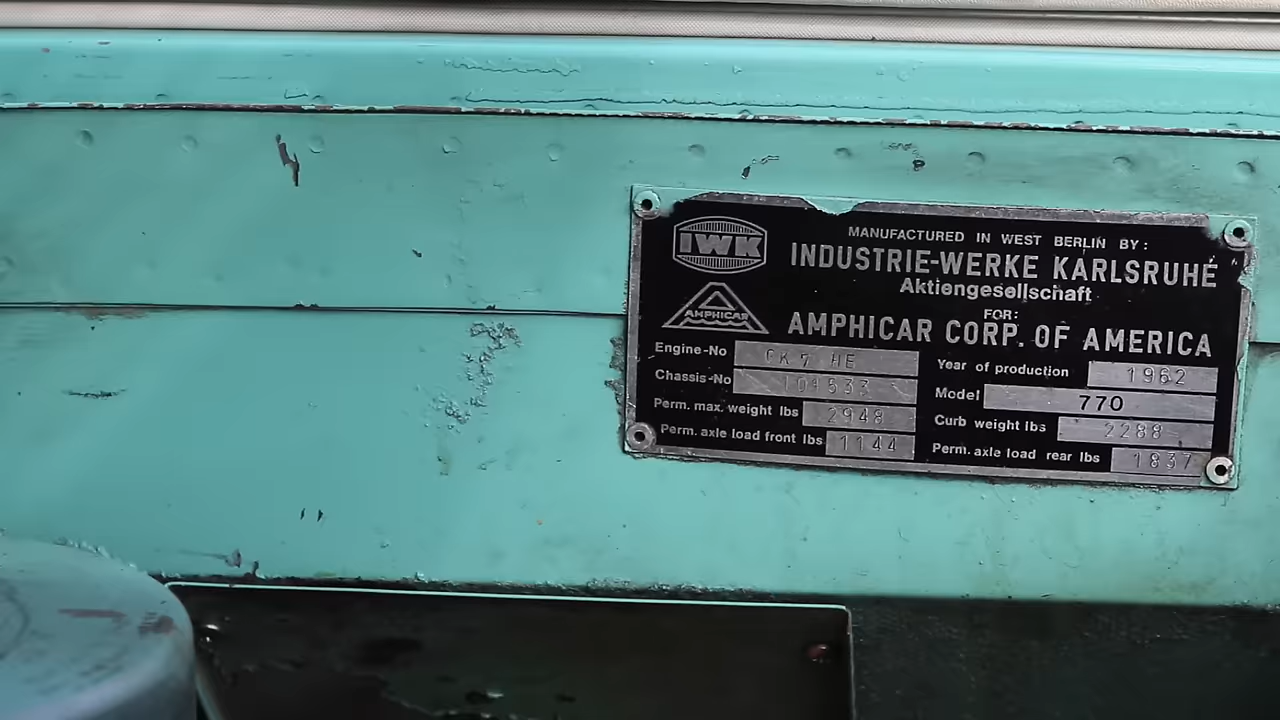 IWK
MANUFACTURED IN WEST BERLIN BY:
INDUSTRIE-WERKE KARLSRUHE
Aktiengesellschaft
AMPHICAR
FOR:
AMPHICAR CORP. OF AMERICA
Engine-No HE
Year of production 1962
Chassis-No
Model 770
Perm. max. weight lbs 2948
Curb weight lbs 2288
Perm. axle load front lbs 1144
Perm. axle load rear lbs 1837